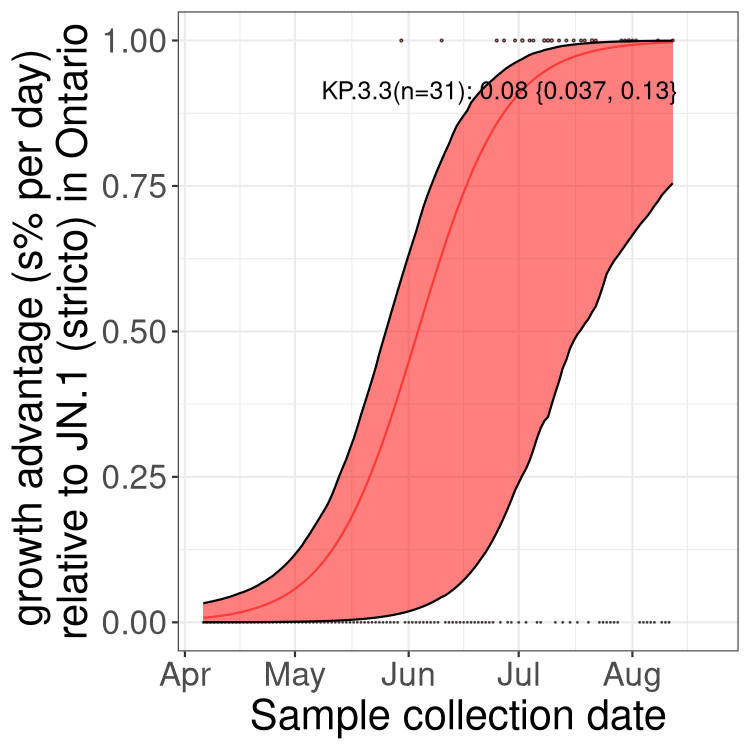 growth advantage (s% per day)
relative to JN.1 (stricto) in Ontario
1.00
0.75
0.50
0.25
0.00
KP.3.3(n=31): 0.08 {0.037, 0.13}
Apr May Jun Jul Aug
Sample collection date